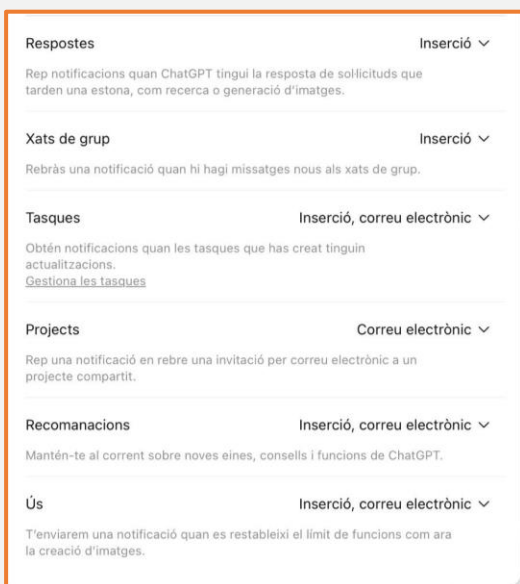 Respostes Inserció
Rep notificacions quan ChatGPT tingui la resposta de sol·licituds que
tarden una estona, com recerca o generació d'imatges.
Xats de grup Inserció
Rebràs una notificació quan hi hagi missatges nous als xats de grup.
Tasques Inserció, correu electrònic
Obtén notificacions quan les tasques que has creat tinguin
actualitzacions.
Gestiona les tasques
Projects Correu electrònic
Rep una notificació en rebre una invitació per correu electrònic a un
projecte compartit.
Recomanacions Inserció, correu electrònic
Mantén-te al corrent sobre noves eines, consells i funcions de ChatGPT.
Ús Inserció, correu electrònic
T'enviarem una notificació quan es restableixi el límit de funcions com ara
la creació d'imatges.